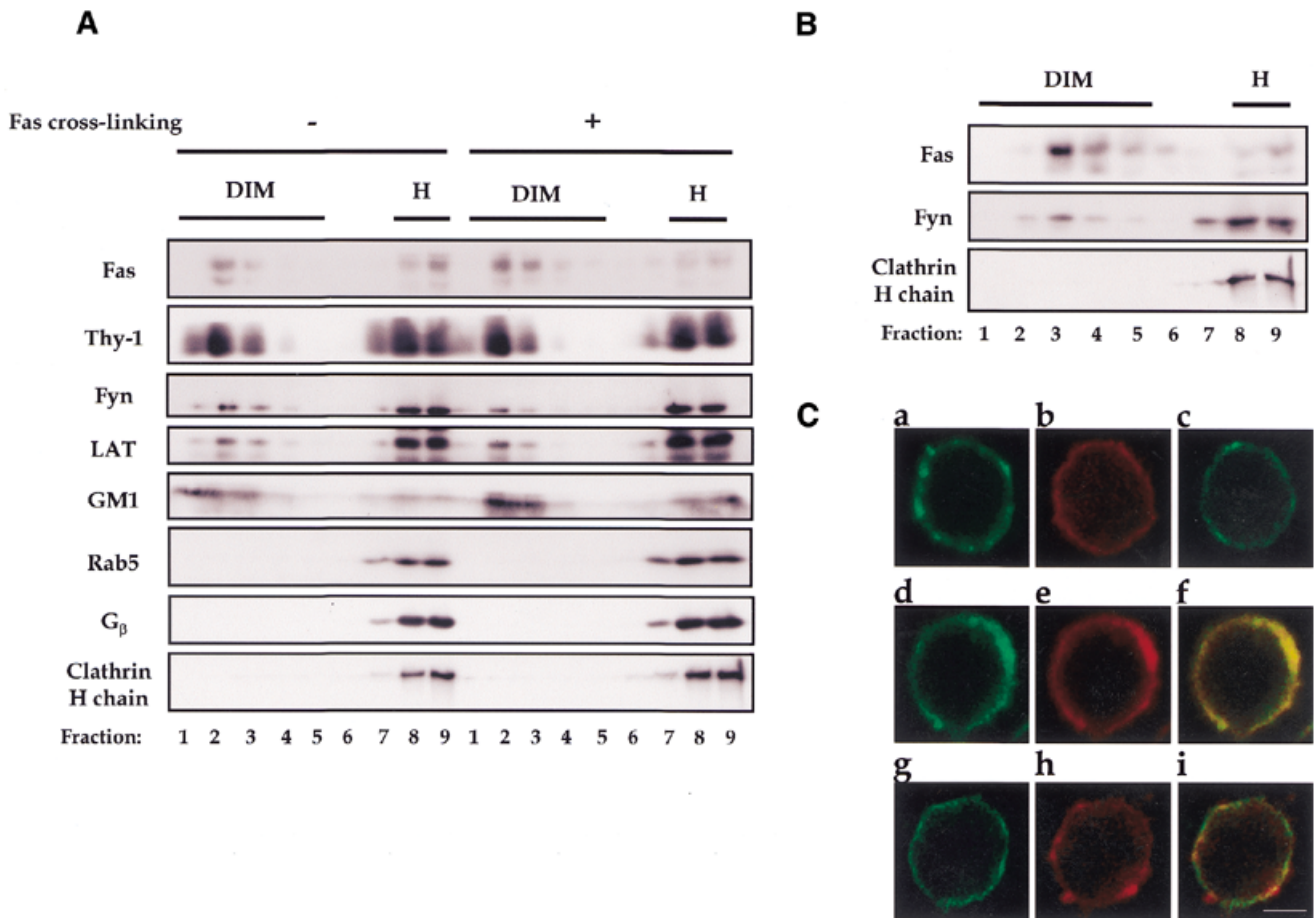 A
Fas cross-linking - +
DIM H DIM H
Fas
Thy-1
Fyn
LAT
GM1
Rab5
Gβ
Clathrin
H chain
Fraction: 1 2 3 4 5 6 7 8 9 1 2 3 4 5 6 7 8 9
B
DIM H
Fas
Fyn
Clathrin
H chain
Fraction: 1 2 3 4 5 6 7 8 9
C
a b c
d e f
g h i